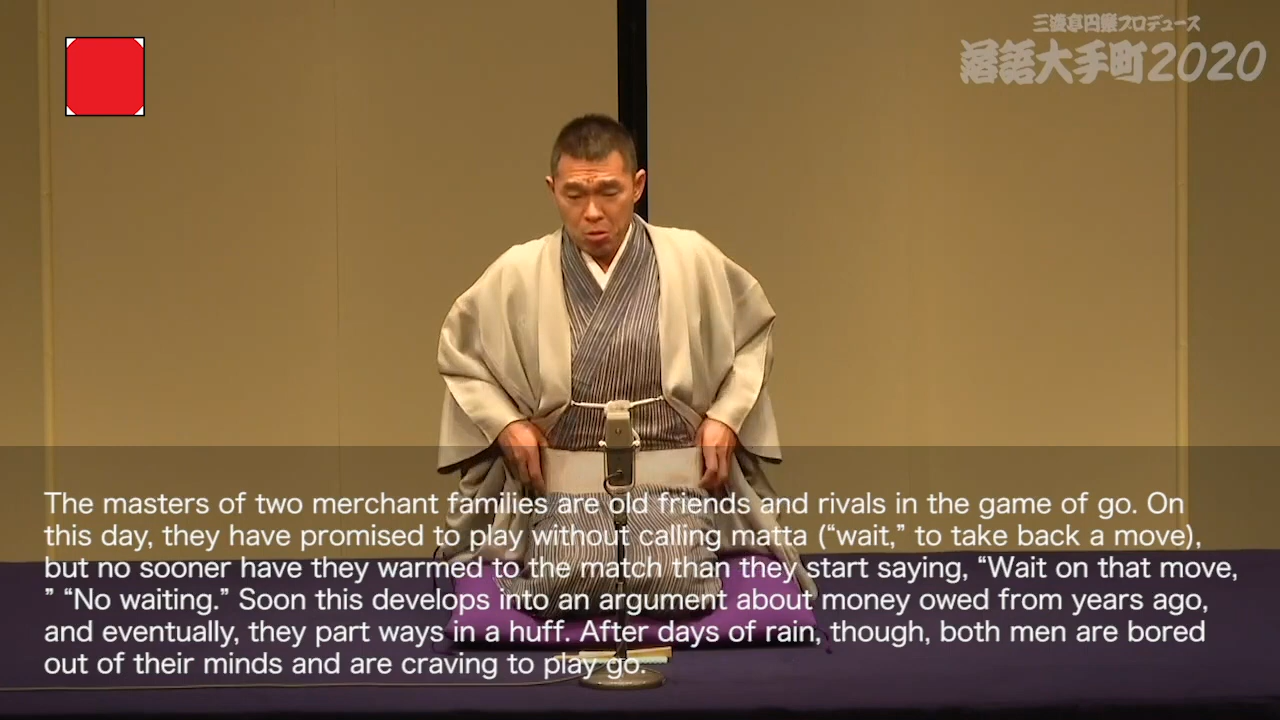 三遊亭円楽プロデュース
落語大手町2020
The masters of two merchant families are old friends and rivals in the game of go. On
this day, they have promised to play without calling matta (“wait,” to take back a move),
but no sooner have they warmed to the match than they start saying, “Wait on that move,
” “No waiting.” Soon this develops into an argument about money owed from years ago,
and eventually, they part ways in a huff. After days of rain, though, both men are bored
out of their minds and are craving to play go.